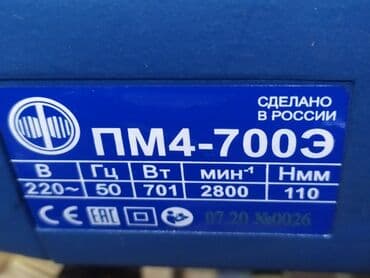 СДЕЛАНО
В РОССИИ
ПМ4-700Э
В Гц Вт мин⁻¹ Нмм
220~ 50 701 2800 110
CE EAC 07.20 №0026